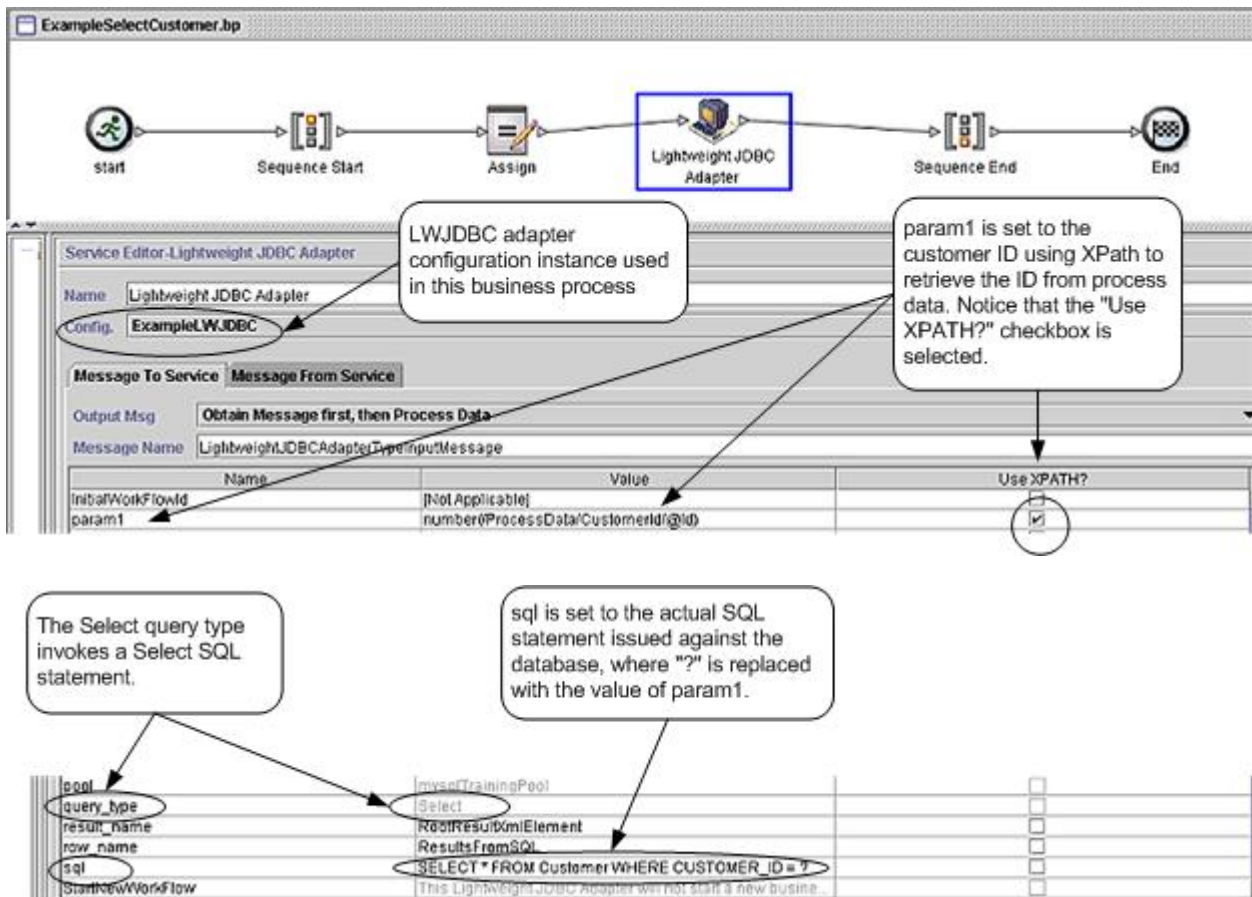 ExampleSelectCustomer.bp
start
Sequence Start
Assign
Lightweight JDBC
Adapter
Sequence End
End
Service Editor-Lightweight JDBC Adapter
Name Lightweight JDBC Adapter
Config. ExampleLWJDBC
LWJDBC adapter
configuration instance used
in this business process
param1 is set to the
customer ID using XPath to
retrieve the ID from process
data. Notice that the "Use
XPATH?" checkbox is
selected.
Message To Service Message From Service
Output Msg Obtain Message first, then Process Data
Message Name LightweightJDBCAdapterTypeInputMessage
Name Value Use XPATH?
InitialWorkFlowId [Not Applicable]
param1 number(/ProcessData/CustomerId/@id)
The Select query type
invokes a Select SQL
statement.
sql is set to the actual SQL
statement issued against the
database, where "?" is replaced
with the value of param1.
pool mysqlTrainingPool
query_type Select
result_name RootResultXmlElement
row_name ResultsFromSQL
sql SELECT * FROM Customer WHERE CUSTOMER_ID = ?
StartNewWorkFlow This Lightweight JDBC Adapter will not start a new busine...